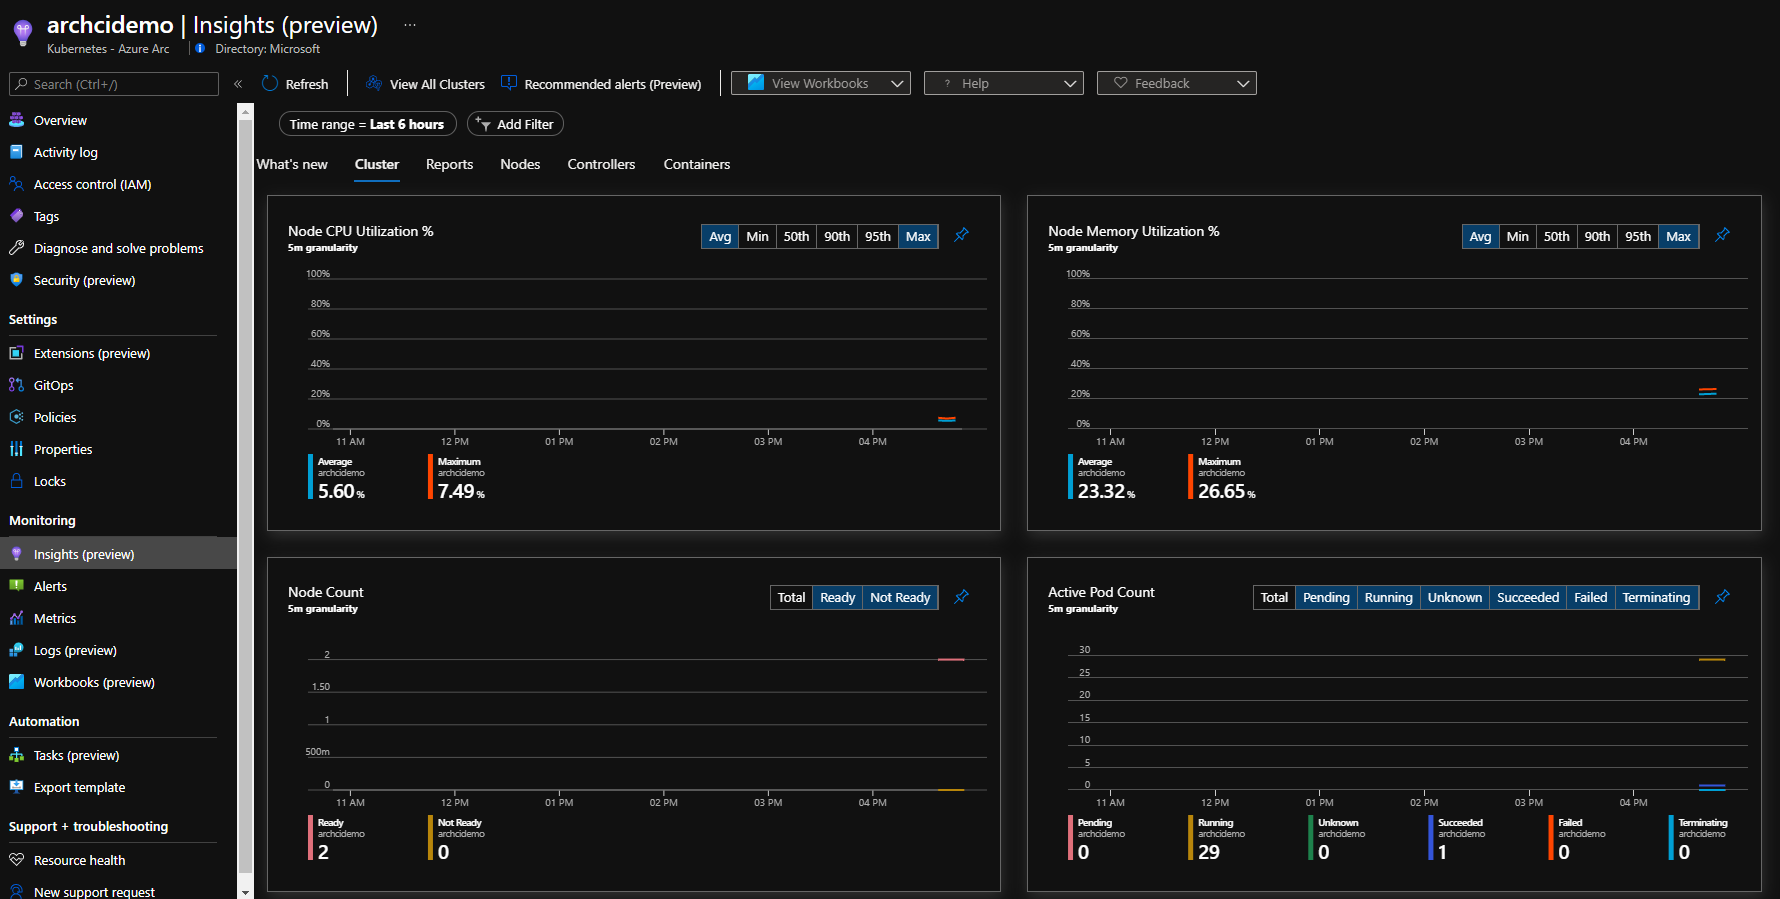 archcidemo | Insights (preview) ...
Kubernetes - Azure Arc
Directory: Microsoft
Search (Ctrl+/)
«
Refresh
View All Clusters
Recommended alerts (Preview)
View Workbooks
? Help
Feedback
Time range = Last 6 hours
Add Filter
What's new
Cluster
Reports
Nodes
Controllers
Containers
Overview
Activity log
Access control (IAM)
Tags
Diagnose and solve problems
Security (preview)
Settings
Extensions (preview)
GitOps
Policies
Properties
Locks
Monitoring
Insights (preview)
Alerts
Metrics
Logs (preview)
Workbooks (preview)
Automation
Tasks (preview)
Export template
Support + troubleshooting
Resource health
New support request
Node CPU Utilization %
5m granularity
Avg Min 50th 90th 95th Max
100%
80%
60%
40%
20%
0%
11 AM 12 PM 01 PM 02 PM 03 PM 04 PM
Average
archcidemo
5.60 %
Maximum
archcidemo
7.49 %
Node Memory Utilization %
5m granularity
Avg Min 50th 90th 95th Max
100%
80%
60%
40%
20%
0%
11 AM 12 PM 01 PM 02 PM 03 PM 04 PM
Average
archcidemo
23.32 %
Maximum
archcidemo
26.65 %
Node Count
5m granularity
Total Ready Not Ready
2
1.50
1
500m
0
11 AM 12 PM 01 PM 02 PM 03 PM 04 PM
Ready
archcidemo
2
Not Ready
archcidemo
0
Active Pod Count
5m granularity
Total Pending Running Unknown Succeeded Failed Terminating
30
25
20
15
10
5
0
11 AM 12 PM 01 PM 02 PM 03 PM 04 PM
Pending
archcidemo
0
Running
archcidemo
29
Unknown
archcidemo
0
Succeeded
archcidemo
1
Failed
archcidemo
0
Terminating
archcidemo
0